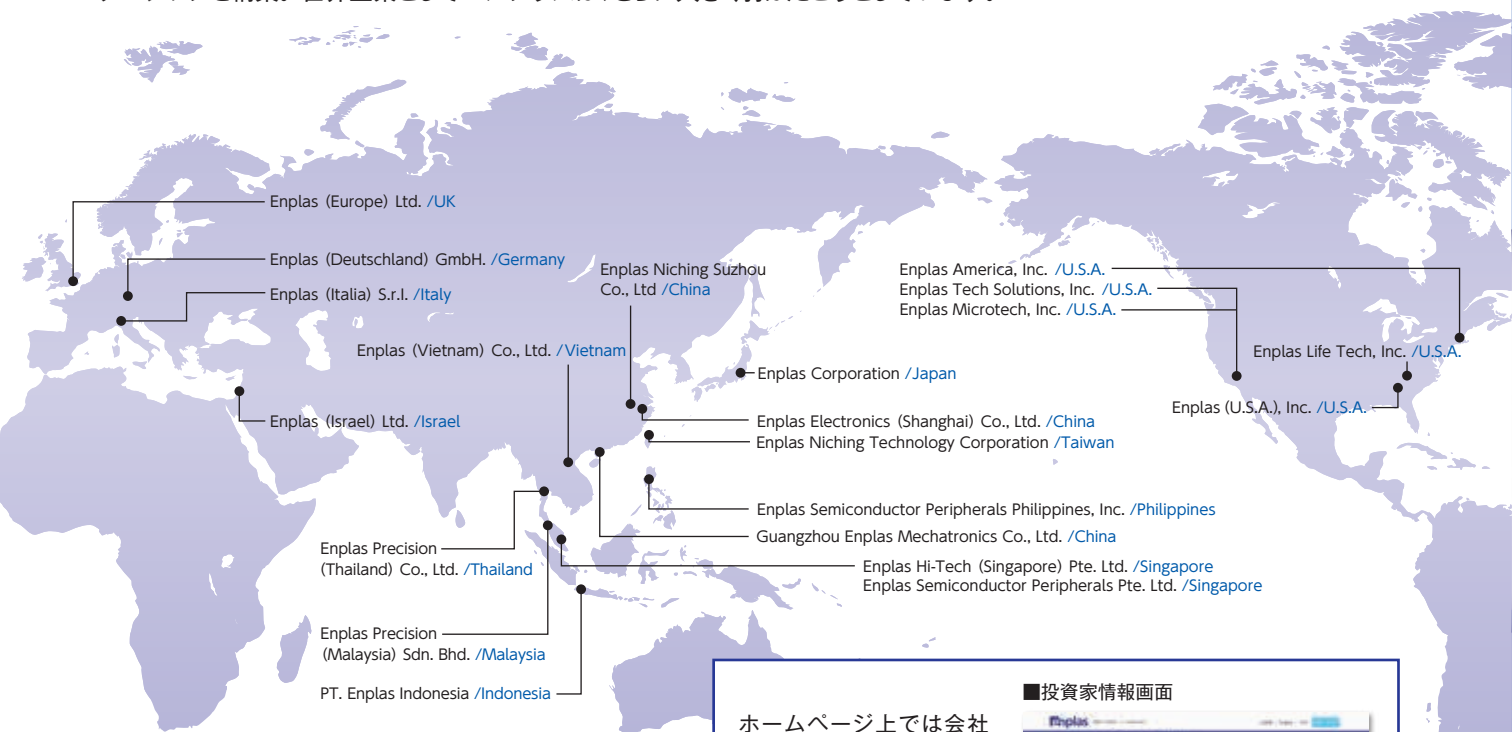 Enplas (Europe) Ltd. /UK
Enplas (Deutschland) GmbH. /Germany
Enplas (Italia) S.r.l. /Italy
Enplas Niching Suzhou
Co., Ltd /China
Enplas (Vietnam) Co., Ltd. /Vietnam
Enplas (Israel) Ltd. /Israel
Enplas Corporation /Japan
Enplas Electronics (Shanghai) Co., Ltd. /China
Enplas Niching Technology Corporation /Taiwan
Enplas America, Inc. /U.S.A.
Enplas Tech Solutions, Inc. /U.S.A.
Enplas Microtech, Inc. /U.S.A.
Enplas Life Tech, Inc. /U.S.A.
Enplas (U.S.A.), Inc. /U.S.A.
Enplas Semiconductor Peripherals Philippines, Inc. /Philippines
Guangzhou Enplas Mechatronics Co., Ltd. /China
Enplas Hi-Tech (Singapore) Pte. Ltd. /Singapore
Enplas Semiconductor Peripherals Pte. Ltd. /Singapore
Enplas Precision
(Thailand) Co., Ltd. /Thailand
Enplas Precision
(Malaysia) Sdn. Bhd. /Malaysia
PT. Enplas Indonesia /Indonesia
■投資家情報画面
ホームページ上では会社
Enplas